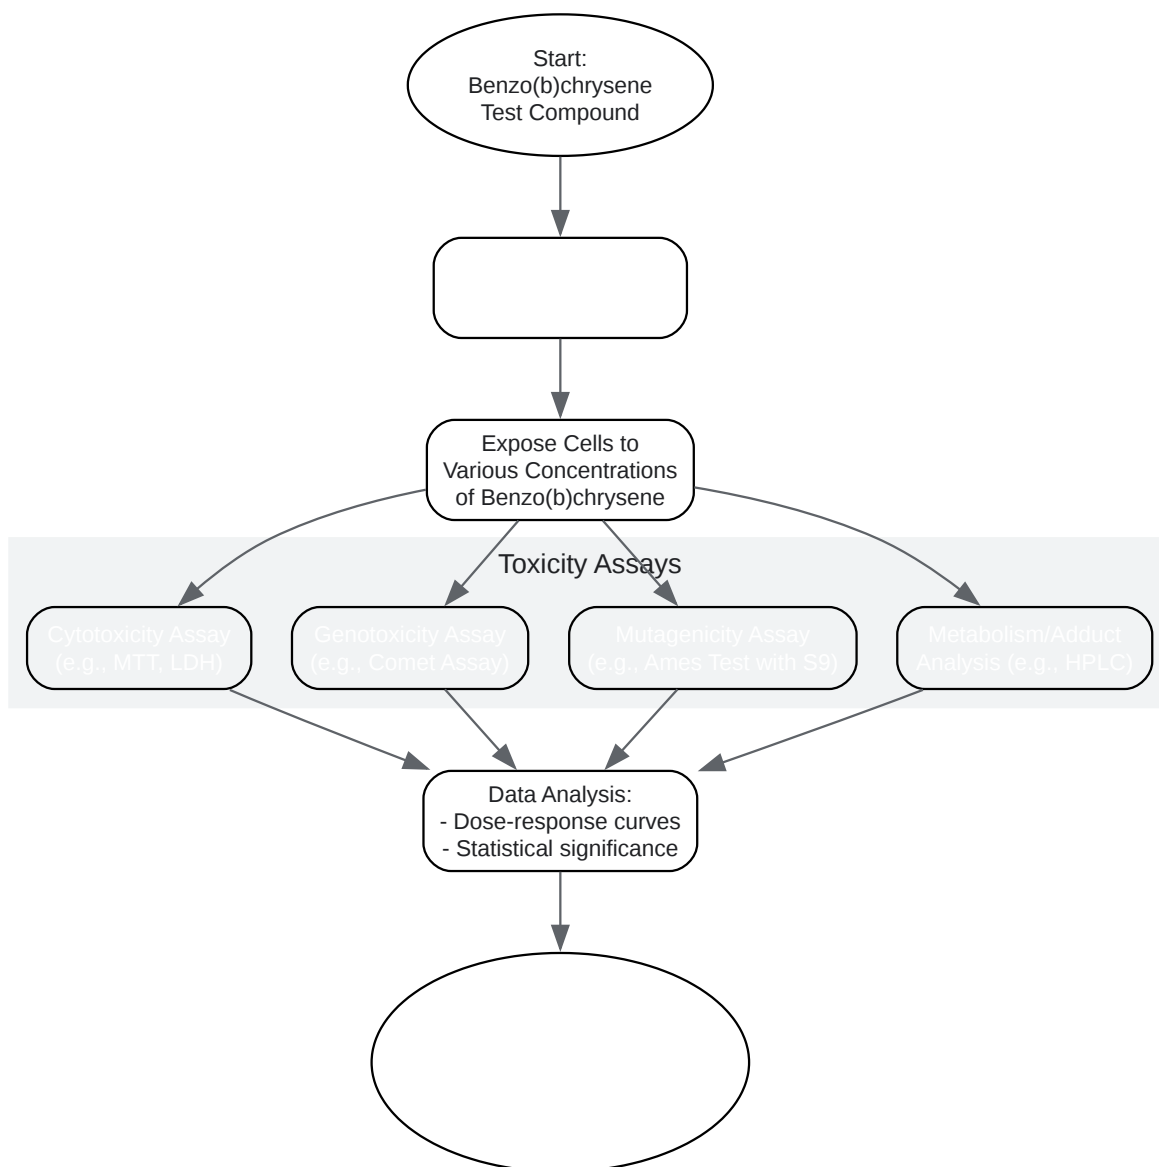 Start:
Benzo(b)chrysene
Test Compound
Expose Cells to
Various Concentrations
of Benzo(b)chrysene
Toxicity Assays
Cytotoxicity Assay
(e.g., MTT, LDH)
Genotoxicity Assay
(e.g., Comet Assay)
Mutagenicity Assay
(e.g., Ames Test with S9)
Metabolism/Adduct
Analysis (e.g., HPLC)
Data Analysis:
- Dose-response curves
- Statistical significance